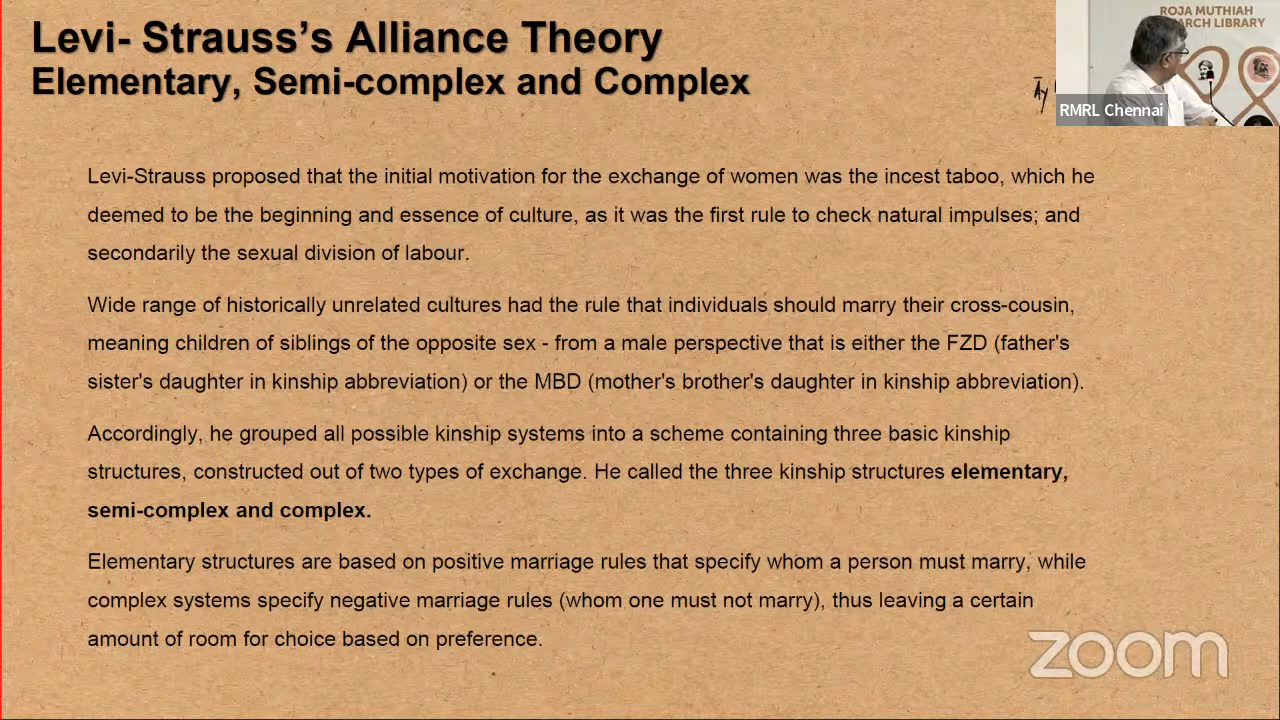 Levi- Strauss's Alliance Theory
Elementary, Semi-complex and Complex
ROJA MUTHIAH
ARCH LIBRARY
RMRL Chennai
Levi-Strauss proposed that the initial motivation for the exchange of women was the incest taboo, which he
deemed to be the beginning and essence of culture, as it was the first rule to check natural impulses; and
secondarily the sexual division of labour.
Wide range of historically unrelated cultures had the rule that individuals should marry their cross-cousin,
meaning children of siblings of the opposite sex - from a male perspective that is either the FZD (father's
sister's daughter in kinship abbreviation) or the MBD (mother's brother's daughter in kinship abbreviation).
Accordingly, he grouped all possible kinship systems into a scheme containing three basic kinship
structures, constructed out of two types of exchange. He called the three kinship structures elementary,
semi-complex and complex.
Elementary structures are based on positive marriage rules that specify whom a person must marry, while
complex systems specify negative marriage rules (whom one must not marry), thus leaving a certain
amount of room for choice based on preference.
zoom